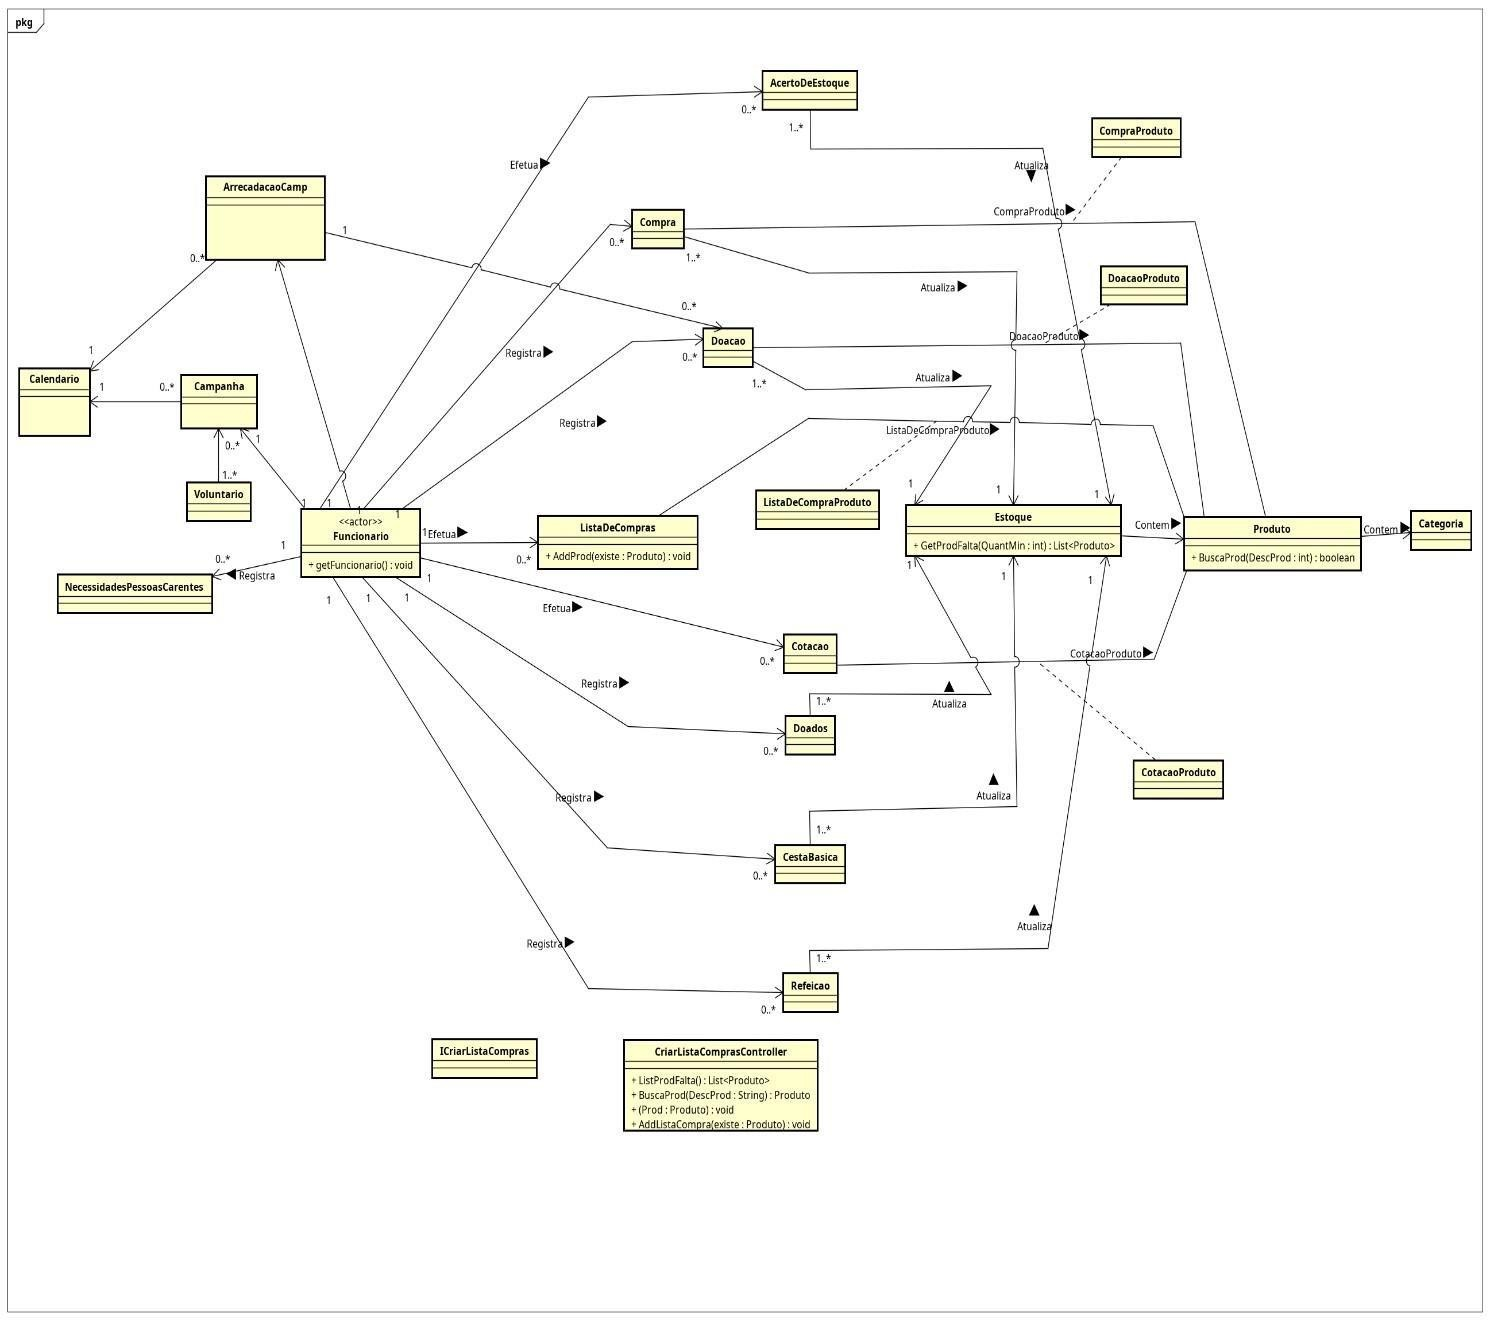 pkg
AcertoDeEstoque
0..*
1..*
CompraProduto
Efetua
Atualiza
ArrecadacaoCamp
CompraProduto
Compra
1
0..*
0..*
1..*
DoacaoProduto
Atualiza
0..*
DoacaoProduto
Doacao
1
Registra
0..*
Calendario
1
0..*
Campanha
Atualiza
1..*
Registra
ListaDeCompraProduto
1
0..*
1..*
Voluntario
1
1
1
1
1
1
1
ListaDeCompraProduto
<<actor>>
Funcionario
+ getFuncionario() : void
1
Efetua
ListaDeCompras
+ AddProd(existe : Produto) : void
Estoque
+ GetProdFalta(QuantMin : int) : List<Produto>
Contem
Produto
+ BuscaProd(DescProd : int) : boolean
Contem
Categoria
1
0..*
0..*
Registra
NecessidadesPessoasCarentes
1
1
1
1
1
1
1
Efetua
Cotacao
0..*
CotacaoProduto
Registra
1..*
Atualiza
Doados
0..*
CotacaoProduto
Registra
Atualiza
1..*
CestaBasica
0..*
Atualiza
Registra
1..*
Refeicao
0..*
ICriarListaCompras
CriarListaComprasController
+ ListProdFalta() : List<Produto>
+ BuscaProd(DescProd : String) : Produto
+ (Prod : Produto) : void
+ AddListaCompra(existe : Produto) : void